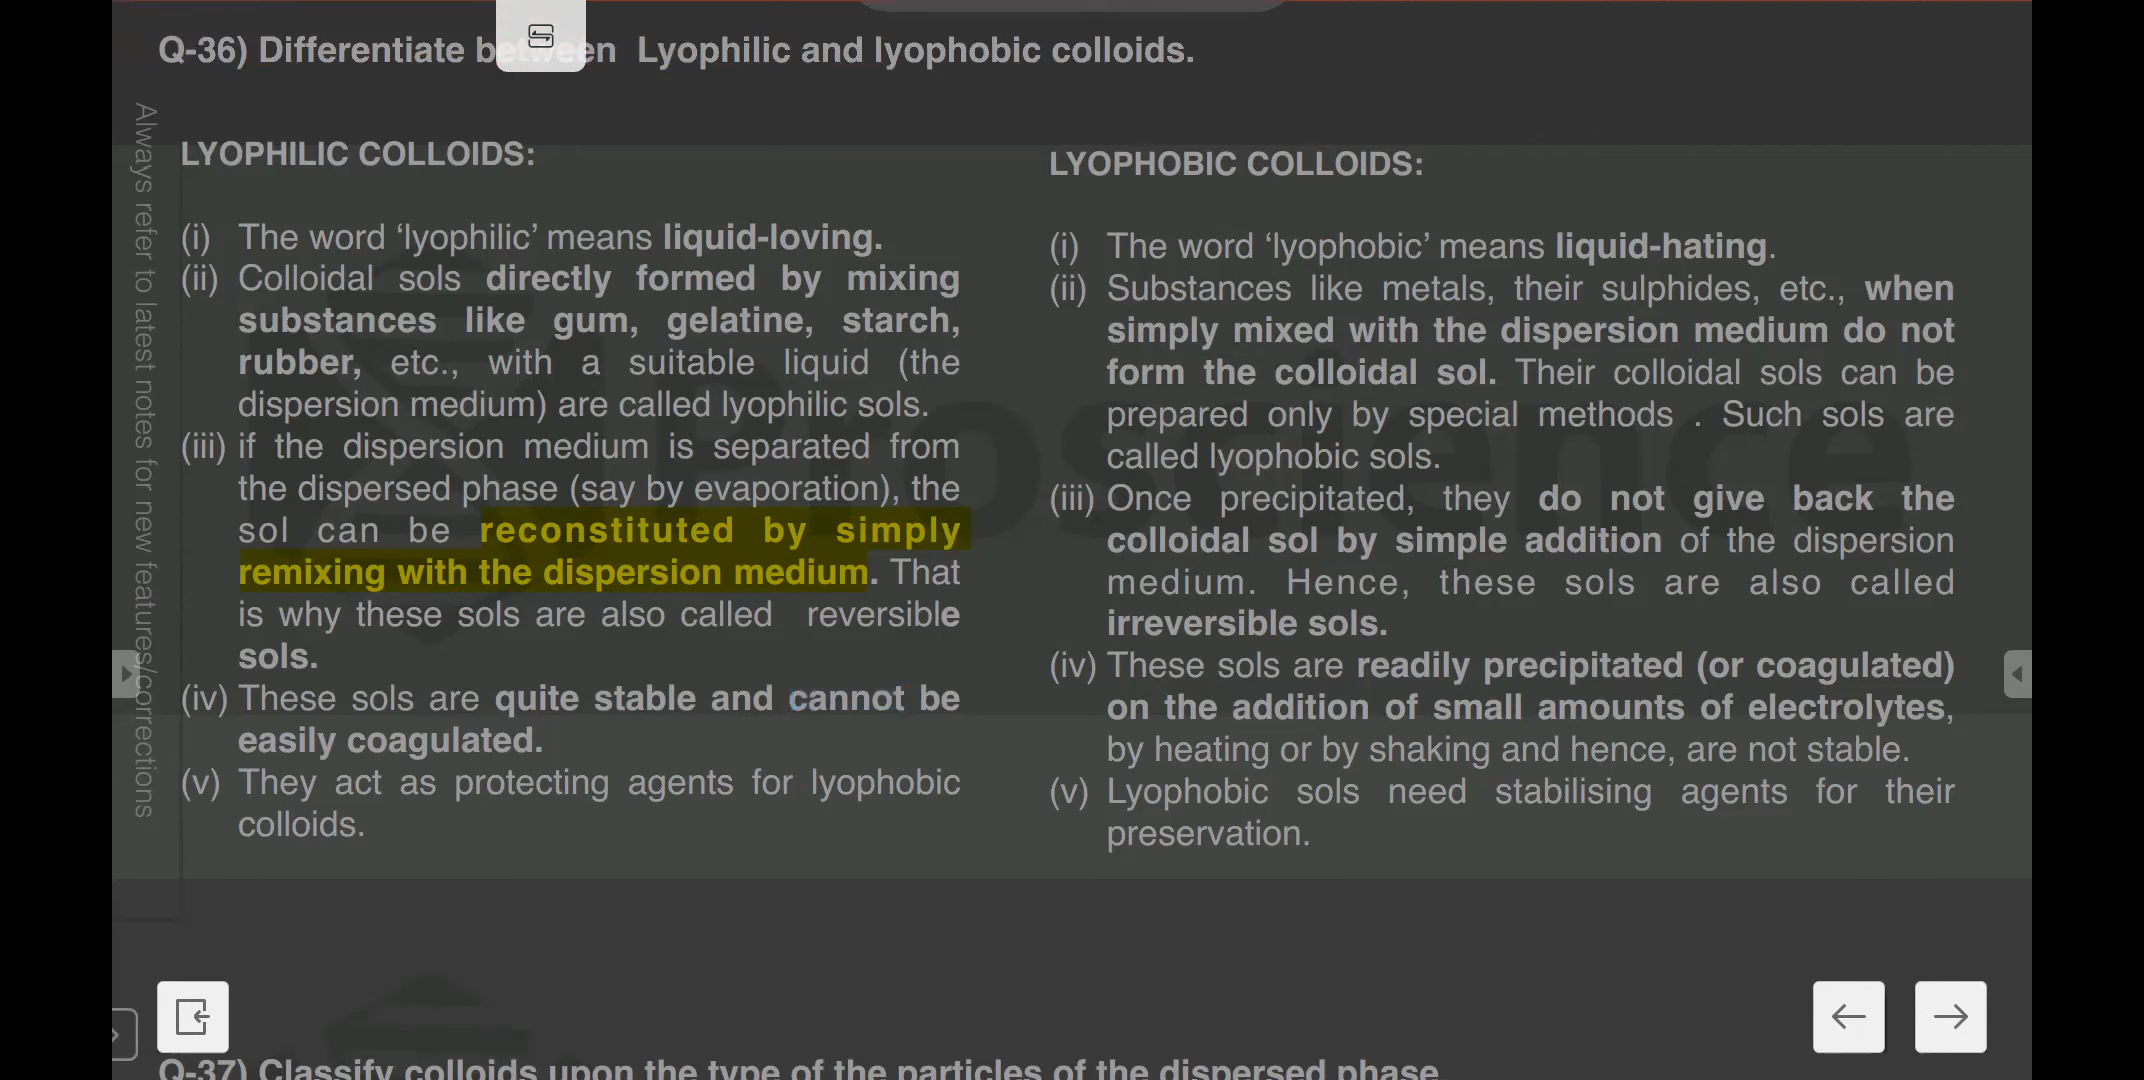 Q-36) Differentiate between Lyophilic and lyophobic colloids.
Always refer to latest notes for new features/corrections
LYOPHILIC COLLOIDS:
(i) The word ‘lyophilic’ means liquid-loving.
(ii) Colloidal sols directly formed by mixing
substances like gum, gelatine, starch,
rubber, etc., with a suitable liquid (the
dispersion medium) are called lyophilic sols.
(iii) if the dispersion medium is separated from
the dispersed phase (say by evaporation), the
sol can be reconstituted by simply
remixing with the dispersion medium. That
is why these sols are also called reversible
sols.
(iv) These sols are quite stable and cannot be
easily coagulated.
(v) They act as protecting agents for lyophobic
colloids.
LYOPHOBIC COLLOIDS:
(i) The word ‘lyophobic’ means liquid-hating.
(ii) Substances like metals, their sulphides, etc., when
simply mixed with the dispersion medium do not
form the colloidal sol. Their colloidal sols can be
prepared only by special methods . Such sols are
called lyophobic sols.
(iii) Once precipitated, they do not give back the
colloidal sol by simple addition of the dispersion
medium. Hence, these sols are also called
irreversible sols.
(iv) These sols are readily precipitated (or coagulated)
on the addition of small amounts of electrolytes,
by heating or by shaking and hence, are not stable.
(v) Lyophobic sols need stabilising agents for their
preservation.
Proscience
Q-37) Classify colloids upon the type of the particles of the dispersed phase.